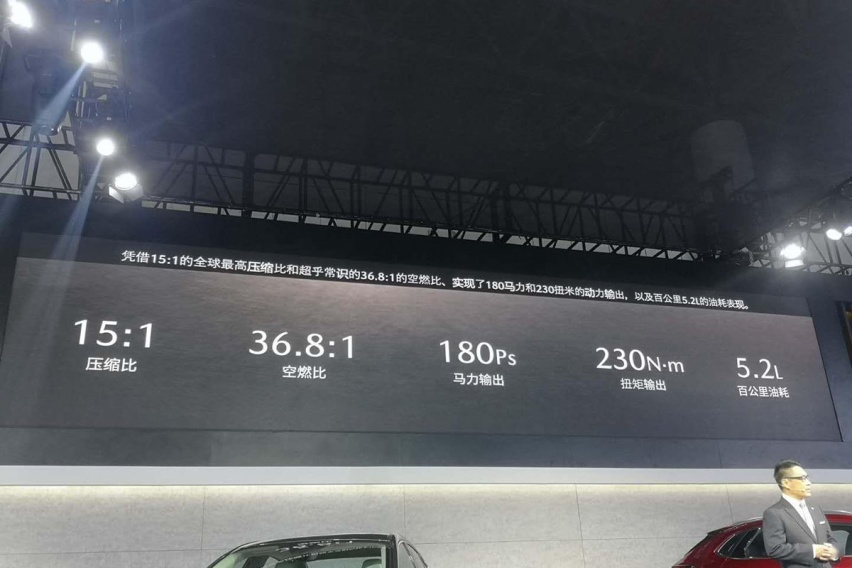 凭借15:1的全球最高压缩比和超乎常识的36.8:1的空燃比、实现了180马力和230扭米的动力输出，以及百公里5.2L的油耗表现。
15:1 36.8:1 180Ps 230N·m 5.2L
压缩比 空燃比 马力输出 扭矩输出 百公里油耗